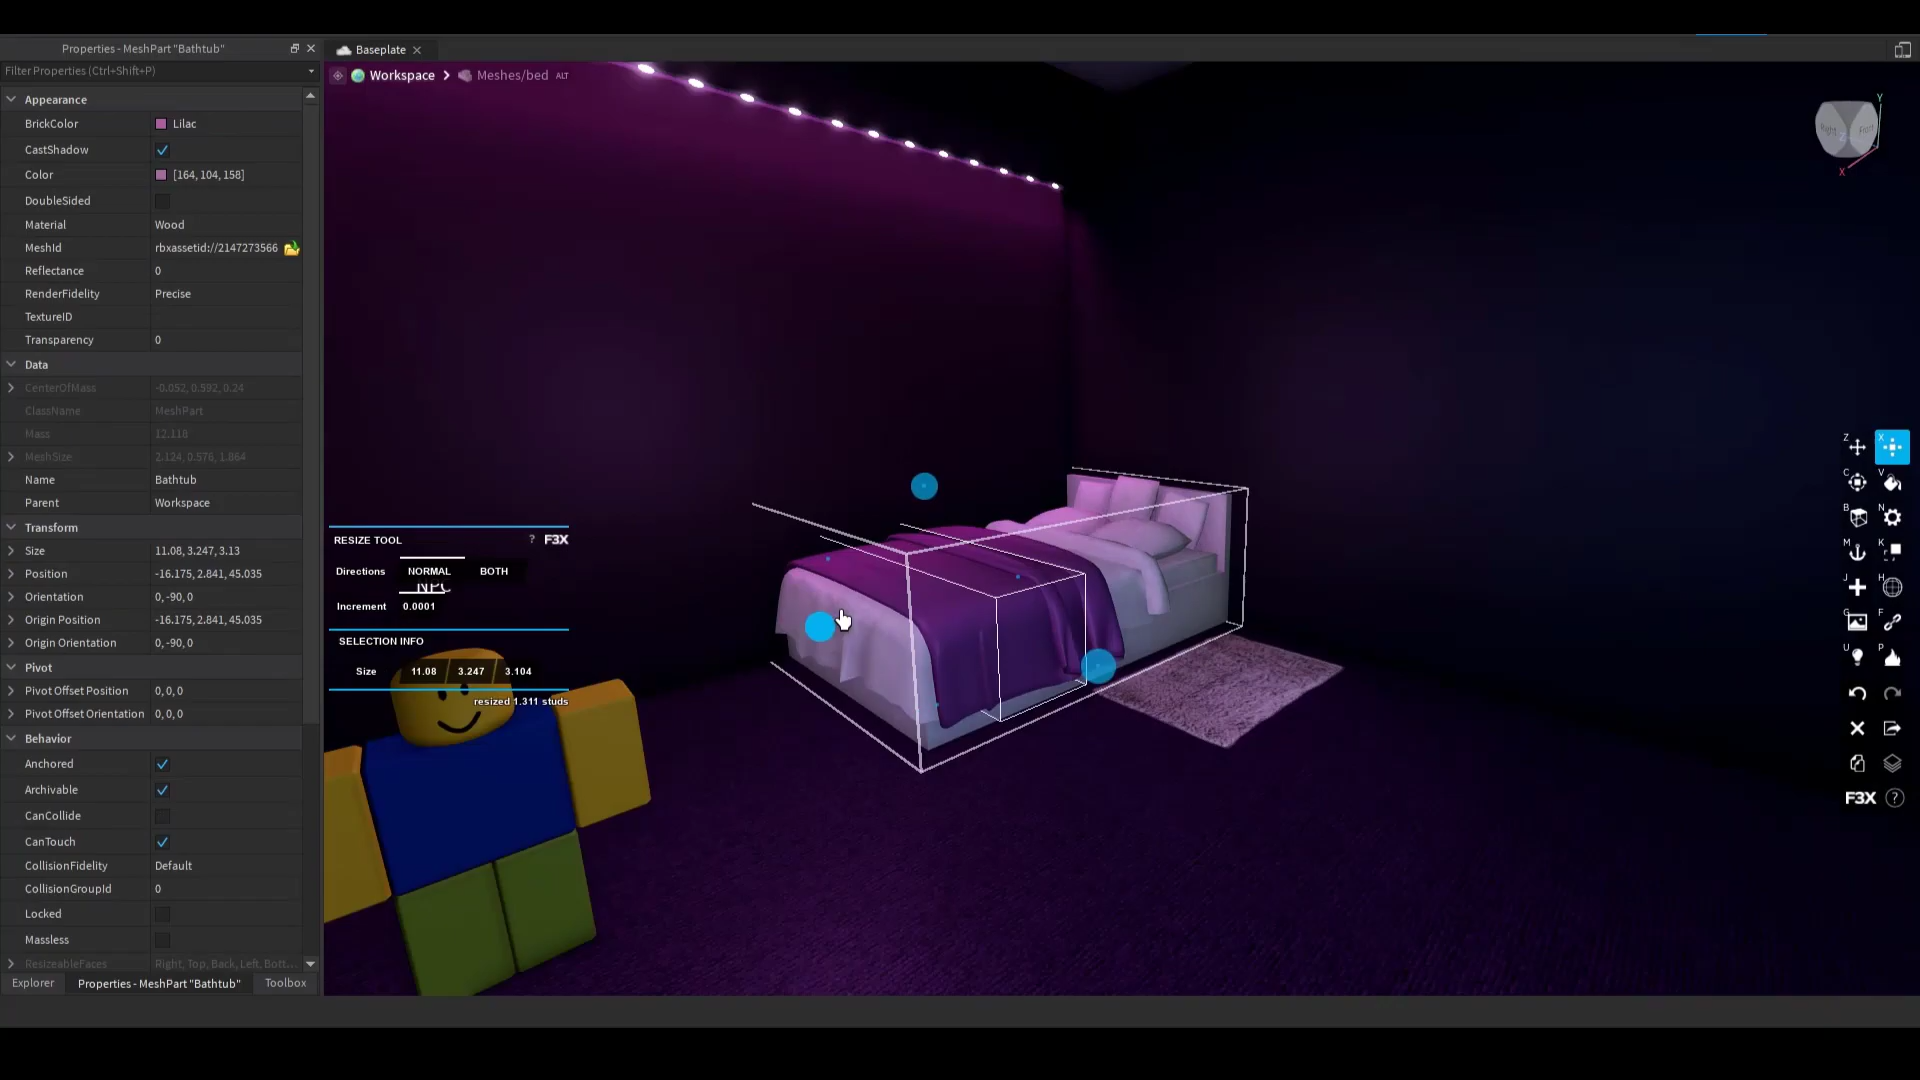 Properties - MeshPart "Bathtub"
Baseplate
Filter Properties (Ctrl+Shift+P)
Workspace
Meshes/bed
ALT
Appearance
BrickColor Lilac
CastShadow
Color [164, 104, 158]
DoubleSided
Material Wood
MeshId rbxassetid://2147273566
Reflectance 0
RenderFidelity Precise
TextureID
Transparency 0
Data
CenterOfMass -0.052, 0.592, 0.24
ClassName MeshPart
Mass 12.118
MeshSize 2.124, 0.576, 1.864
Name Bathtub
Parent Workspace
Transform
Size 11.08, 3.247, 3.13
Position -16.175, 2.841, 45.035
Orientation 0, -90, 0
Origin Position -16.175, 2.841, 45.035
Origin Orientation 0, -90, 0
Pivot
Pivot Offset Position 0, 0, 0
Pivot Offset Orientation 0, 0, 0
Behavior
Anchored
Archivable
CanCollide
CanTouch
CollisionFidelity Default
CollisionGroupId 0
Locked
Massless
ResizeableFaces Right, Top, Back, Left, Bott...
Explorer
Properties - MeshPart "Bathtub"
Toolbox
RESIZE TOOL ? F3X
Directions NORMAL BOTH
NPC
Increment 0.0001
SELECTION INFO
Size 11.08 3.247 3.104
resized 1.311 studs
Y
Right
Front
Z
X
Z X
C V
B N
M K
J H
G F
U P
F3X ?